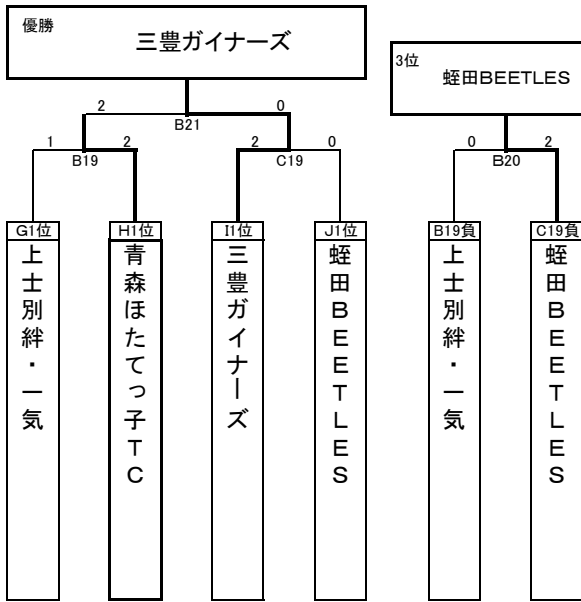 優勝
三豊ガイナーズ
3位
蛭田BEETLES
2 0
B21
1 2 2 0 0 2
B19 C19 B20
G1位 H1位 I1位 J1位 B19負 C19負
上士別絆・一気
青森ほたてっ子TC
三豊ガイナーズ
蛭田BEETLES
上士別絆・一気
蛭田BEETLES